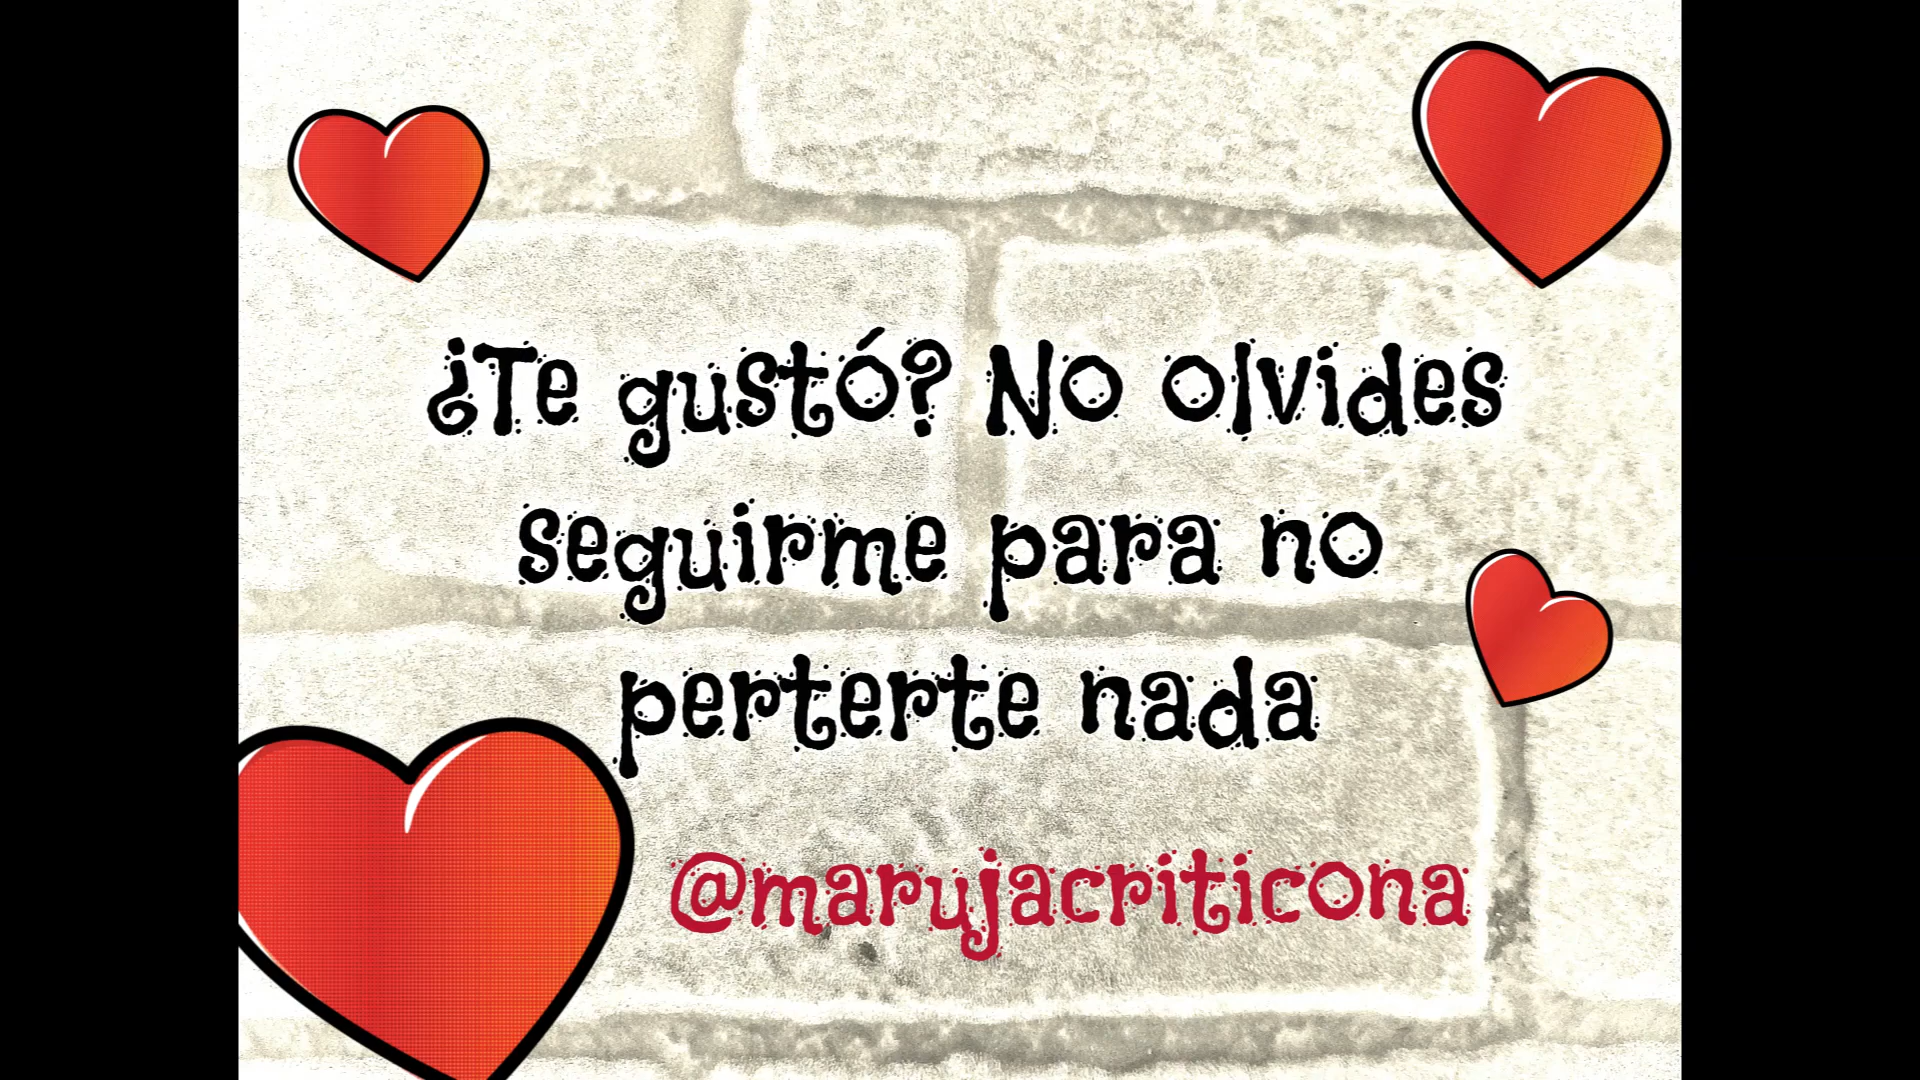 ¿Te gustó? No olvides
seguirme para no
perterte nada
@marujacriticona